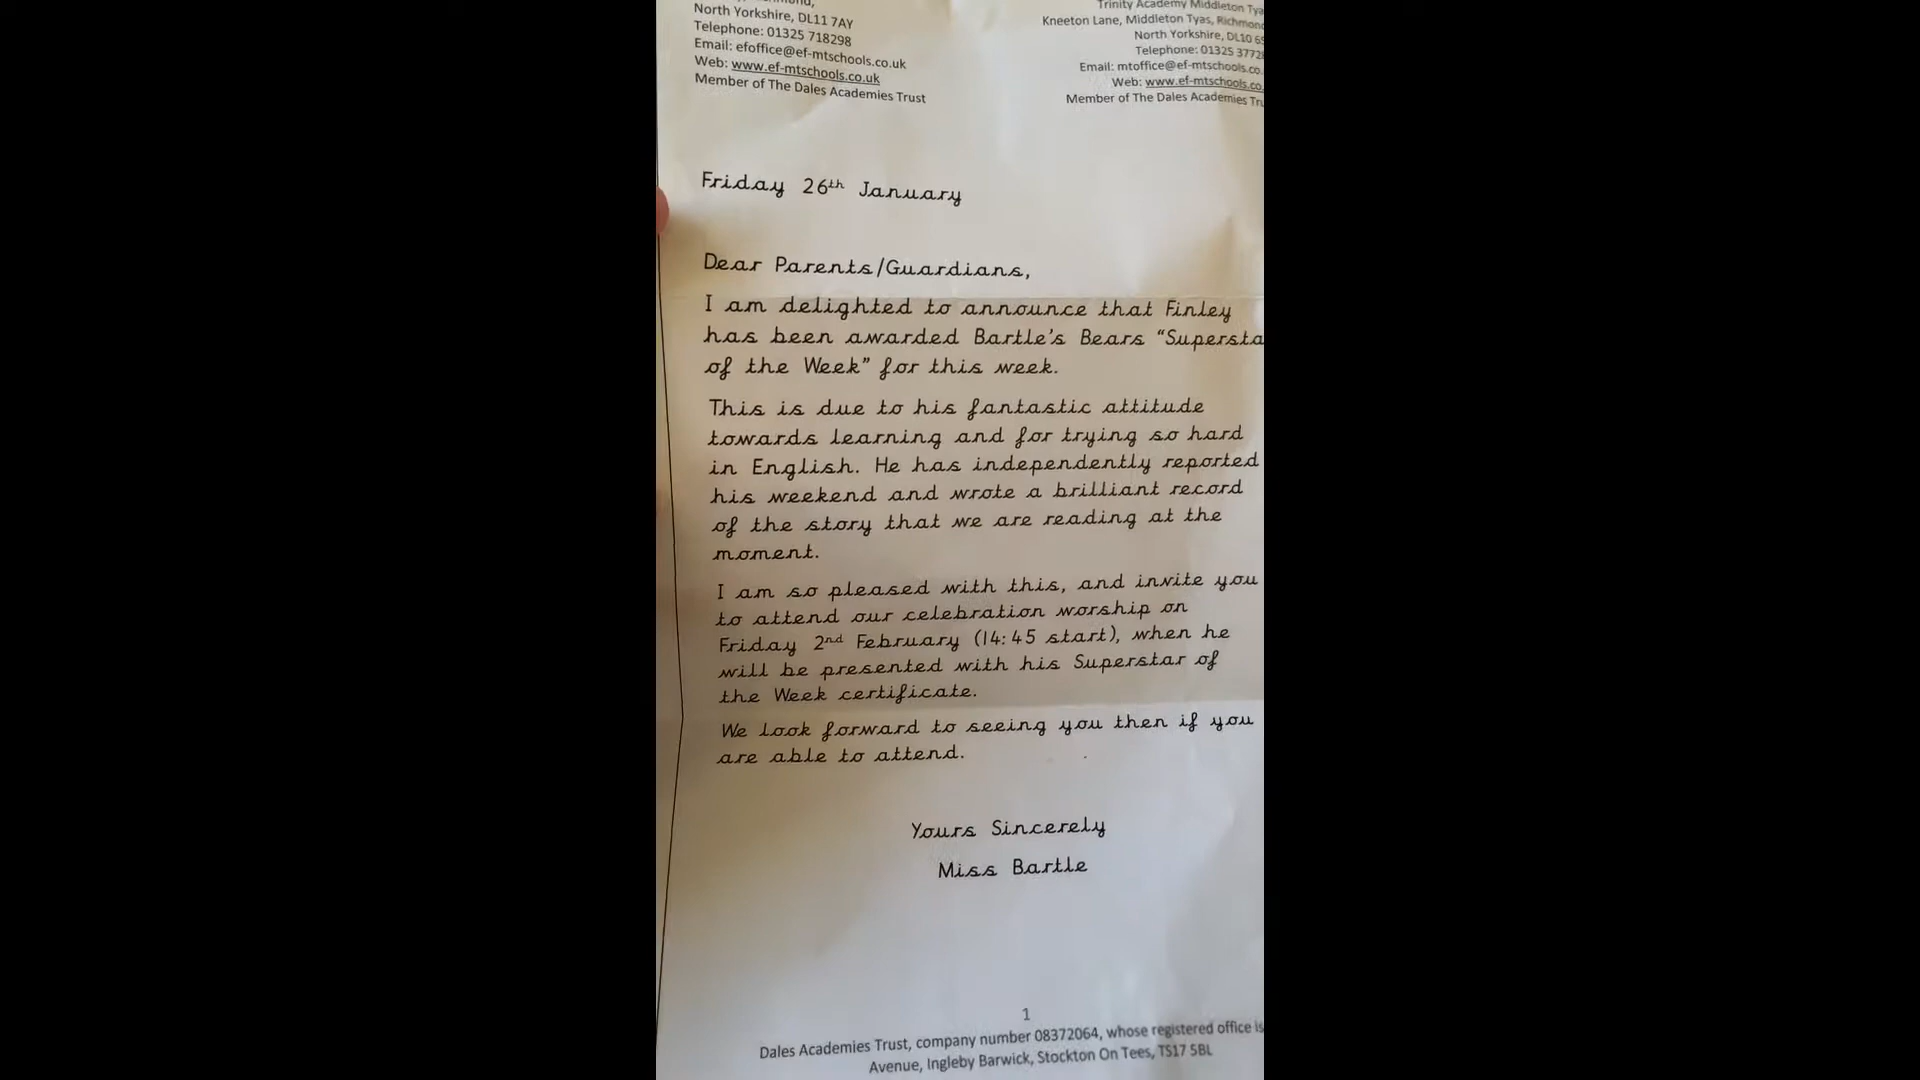 North Yorkshire, DL11 7AY
Telephone: 01325 718298
Email: efoffice@ef-mtschools.co.uk
Web: www.ef-mtschools.co.uk
Member of The Dales Academies Trust
Trinity Academy Middleton
Kneeton Lane, Middleton Tyas,
North Yorkshire, DL10
Telephone: 01325
Email: mtoffice@ef-mtschools.co.
Web: www.ef-mtschools.co.
Member of The Dales Academies
Friday 26th January
Dear Parents/Guardians,
I am delighted to announce that Finley
has been awarded Bartle's Bears "Supersta
of the Week" for this week.
This is due to his fantastic attitude
towards learning and for trying so hard
in English. He has independently reported
his weekend and wrote a brilliant record
of the story that we are reading at the
moment.
I am so pleased with this, and invite you
to attend our celebration worship on
Friday 2nd February (14:45 start), when he
will be presented with his Superstar of
the Week certificate.
We look forward to seeing you then if you
are able to attend.
Yours Sincerely
Miss Bartle
1
Dales Academies Trust, company number 08372064, whose registered office is
Avenue, Ingleby Barwick, Stockton On Tees, TS17 5BL